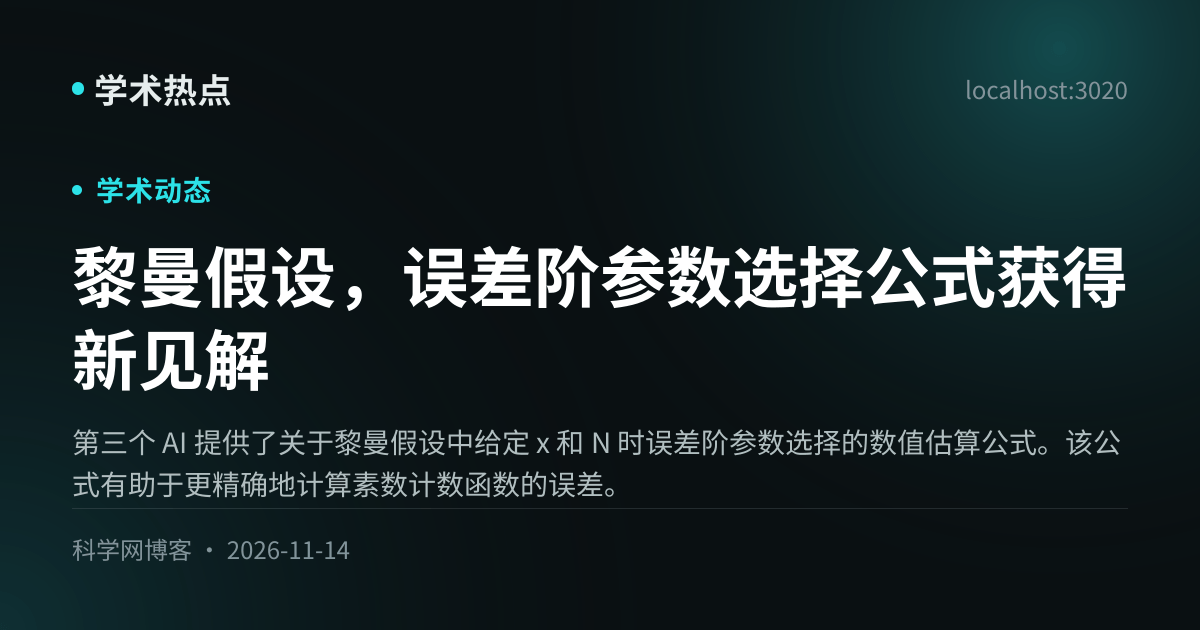 学术热点
localhost:3020
学术动态
黎曼假设，误差阶参数选择公式获得
新见解
第三个 AI 提供了关于黎曼假设中给定 x 和 N 时误差阶参数选择的数值估算公式。该公
式有助于更精确地计算素数计数函数的误差。
科学网博客 • 2026-11-14